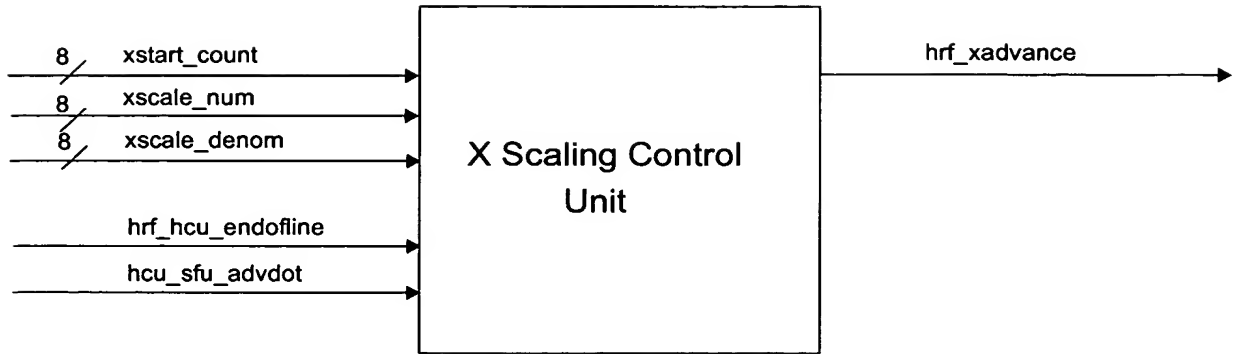 8 xstart_count
8 xscale_num
8 xscale_denom
hrf_hcu_endofline
hcu_sfu_advdot
X Scaling Control
Unit
hrf_xadvance